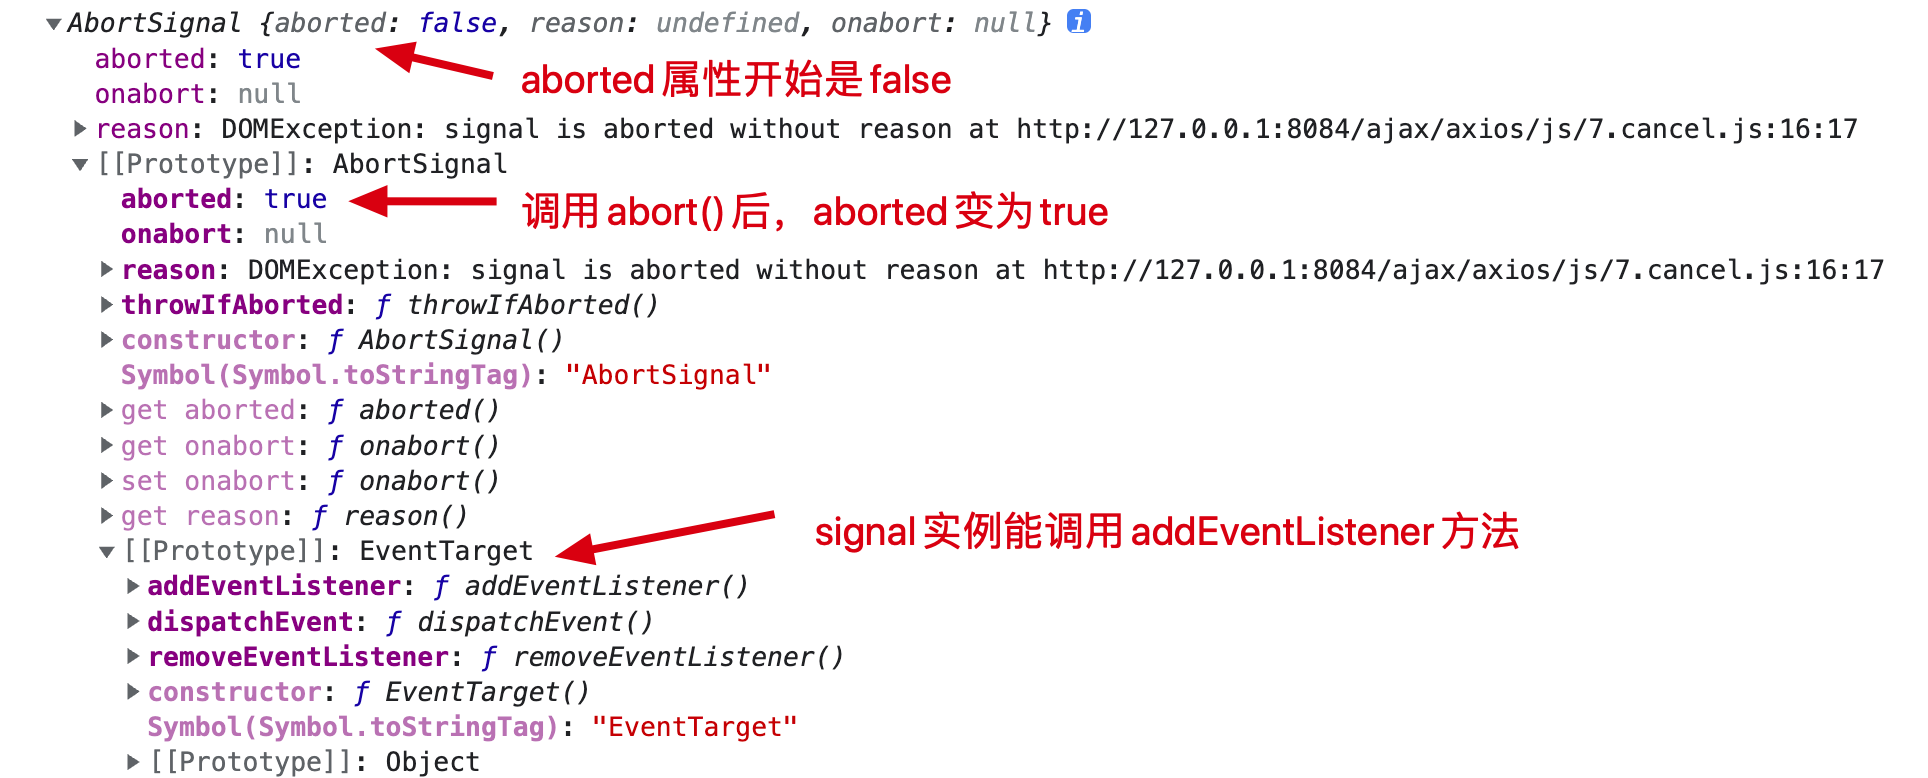 AbortSignal {aborted: false, reason: undefined, onabort: null} i
aborted: true
aborted 属性开始是 false
onabort: null
reason: DOMException: signal is aborted without reason at http://127.0.0.1:8084/ajax/axios/js/7.cancel.js:16:17
[[Prototype]]: AbortSignal
aborted: true
调用 abort() 后，aborted 变为 true
onabort: null
reason: DOMException: signal is aborted without reason at http://127.0.0.1:8084/ajax/axios/js/7.cancel.js:16:17
throwIfAborted: ƒ throwIfAborted()
constructor: ƒ AbortSignal()
Symbol(Symbol.toStringTag): "AbortSignal"
get aborted: ƒ aborted()
get onabort: ƒ onabort()
set onabort: ƒ onabort()
get reason: ƒ reason()
signal 实例能调用 addEventListener 方法
[[Prototype]]: EventTarget
addEventListener: ƒ addEventListener()
dispatchEvent: ƒ dispatchEvent()
removeEventListener: ƒ removeEventListener()
constructor: ƒ EventTarget()
Symbol(Symbol.toStringTag): "EventTarget"
[[Prototype]]: Object